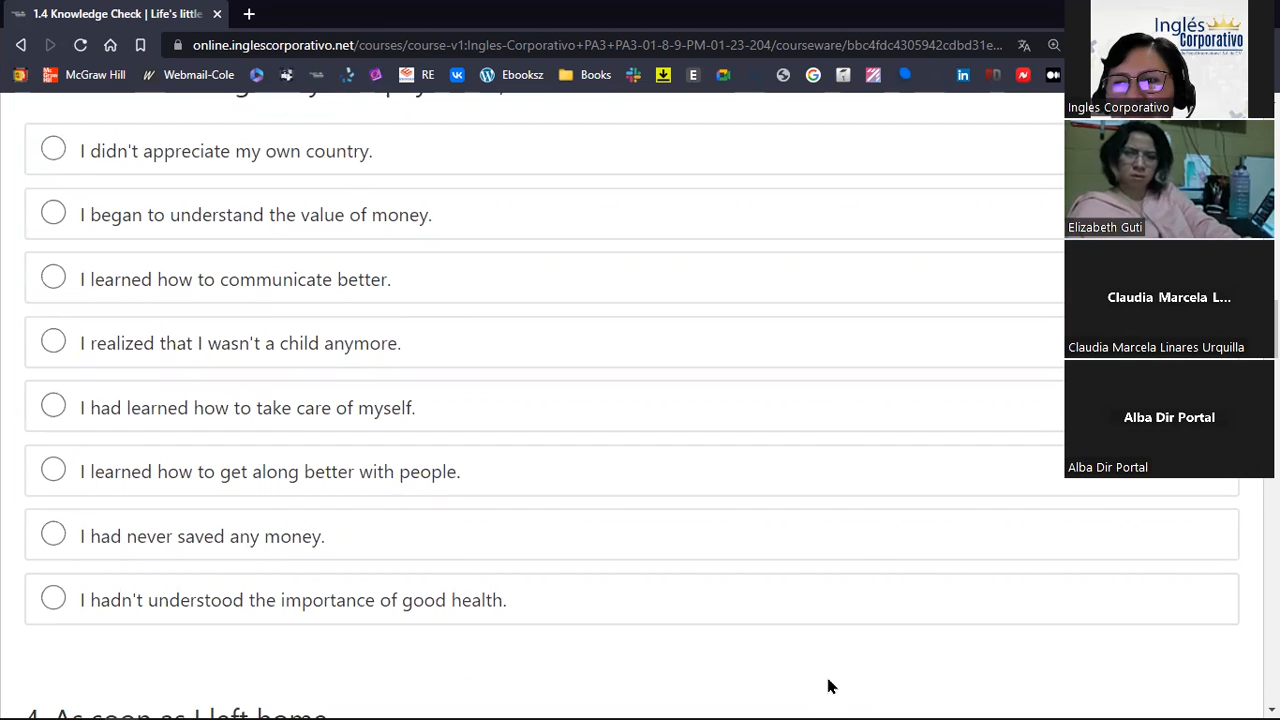 1.4 Knowledge Check | Life's little
online.inglescorporativo.net/courses/course-v1:Ingles-Corporativo+PA3+PA3-01-8-9-PM-01-23-204/courseware/bbc4fdc4305942cdbd31e...
McGraw Hill Webmail-Cole RE Ebooksz Books
I didn't appreciate my own country.
I began to understand the value of money.
I learned how to communicate better.
I realized that I wasn't a child anymore.
I had learned how to take care of myself.
I learned how to get along better with people.
I had never saved any money.
I hadn't understood the importance of good health.
4. As soon as I left home
Inglés
Corporativo
Ingles Corporativo
Elizabeth Guti
Claudia Marcela L...
Claudia Marcela Linares Urquilla
Alba Dir Portal
Alba Dir Portal